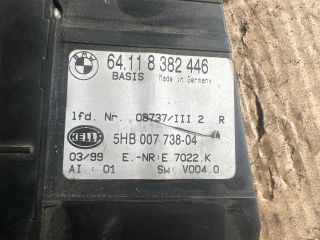 BMW
64.11 8 382 446
BASIS Made in Germany
lfd. Nr. 08737/III 2 R
HELLA
5HB 007 738-04
03/99 E.-NR:E 7022.K
AI : 01 SW: V004.0